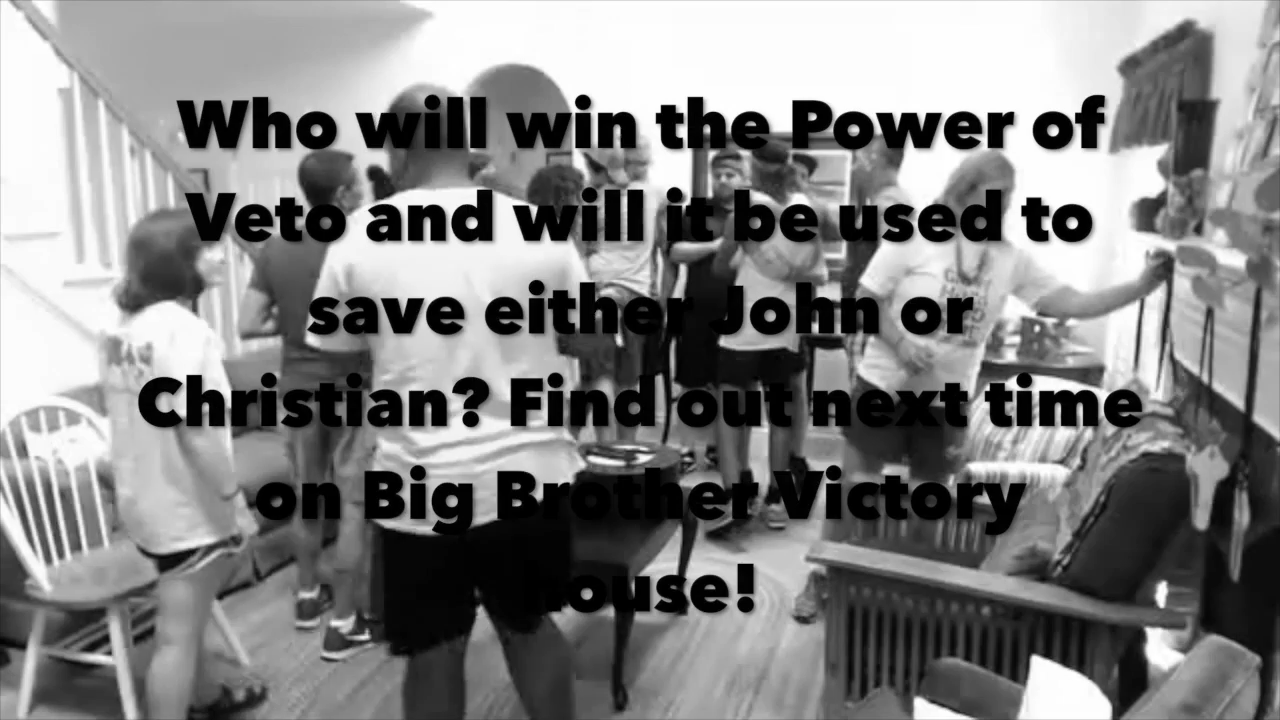 Who will win the Power of
Veto and will it be used to
save either John or
Christian? Find out next time
on Big Brother Victory
house!